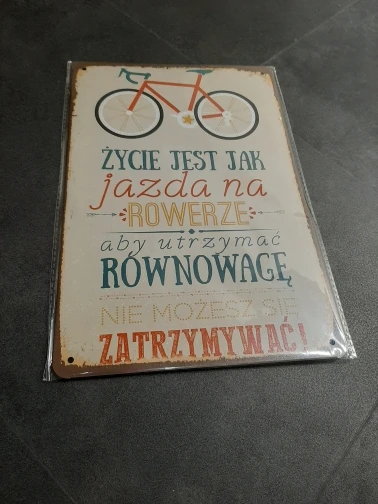 ŻYCIE JEST JAK
jazda na
ROWERZE
aby utrzymać
RÓWNOWAGĘ
NIE MOŻESZ SIĘ
ZATRZYMYWAĆ!